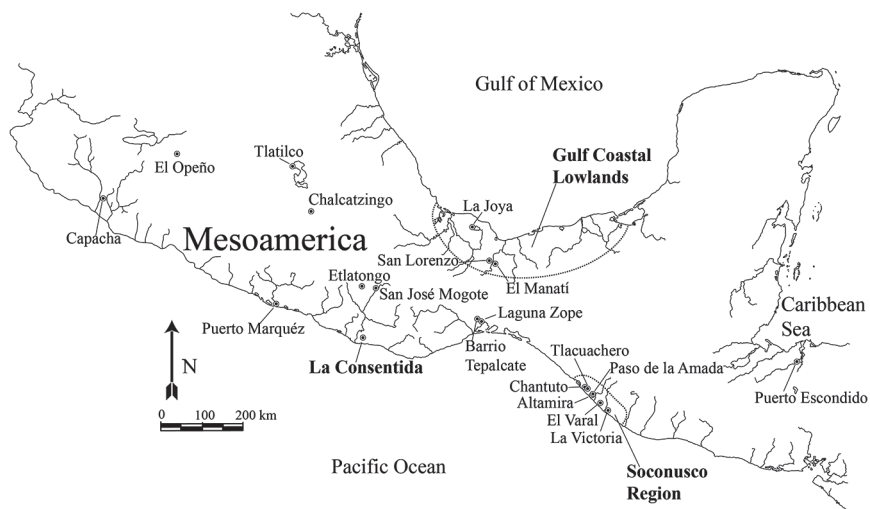 Gulf of Mexico
Tlatilco
El Opeño
Gulf Coastal
Lowlands
Chalcatzingo
La Joya
Capacha
Mesoamerica
San Lorenzo
El Manatí
Etlatongo
San José Mogote
Caribbean
Sea
Puerto Marquéz
Laguna Zope
Barrio
Tepalcate
La Consentida
N
Tlacuachero
Paso de la Amada
Chantuto
Altamira
Puerto Escondido
El Varal
La Victoria
0 100 200 km
Pacific Ocean
Soconusco
Region